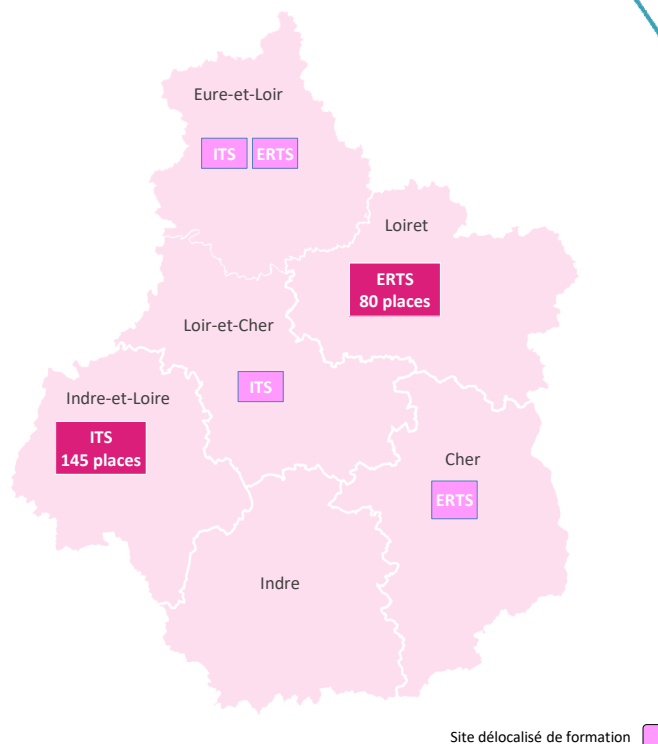 Eure-et-Loir
ITS
ERTS
Loiret
ERTS
80 places
Loir-et-Cher
ITS
Indre-et-Loire
ITS
145 places
Cher
ERTS
Indre
Site délocalisé de formation